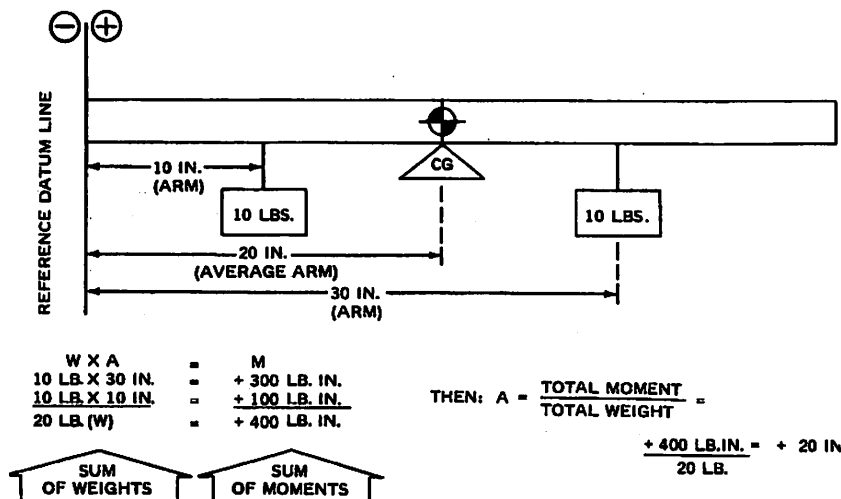 ⊖ ⊕
REFERENCE DATUM LINE
10 IN.
(ARM)
CG
10 LBS.
10 LBS.
20 IN.
(AVERAGE ARM)
30 IN.
(ARM)
W X A = M
10 LB. X 30 IN. = + 300 LB. IN.
10 LB. X 10 IN. = + 100 LB. IN.
20 LB. (W) = + 400 LB. IN.
THEN: A = TOTAL MOMENT =
TOTAL WEIGHT
+ 400 LB.IN. = + 20 IN
20 LB.
SUM
OF WEIGHTS
SUM
OF MOMENTS